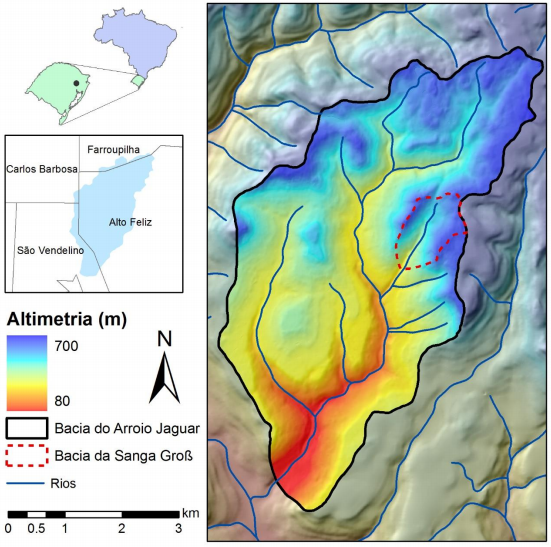 Farroupilha
Carlos Barbosa
Alto Feliz
São Vendelino
Altimetria (m)
700
80
N
Bacia do Arroio Jaguar
Bacia da Sanga Groß
Rios
km
0 0.5 1 2 3